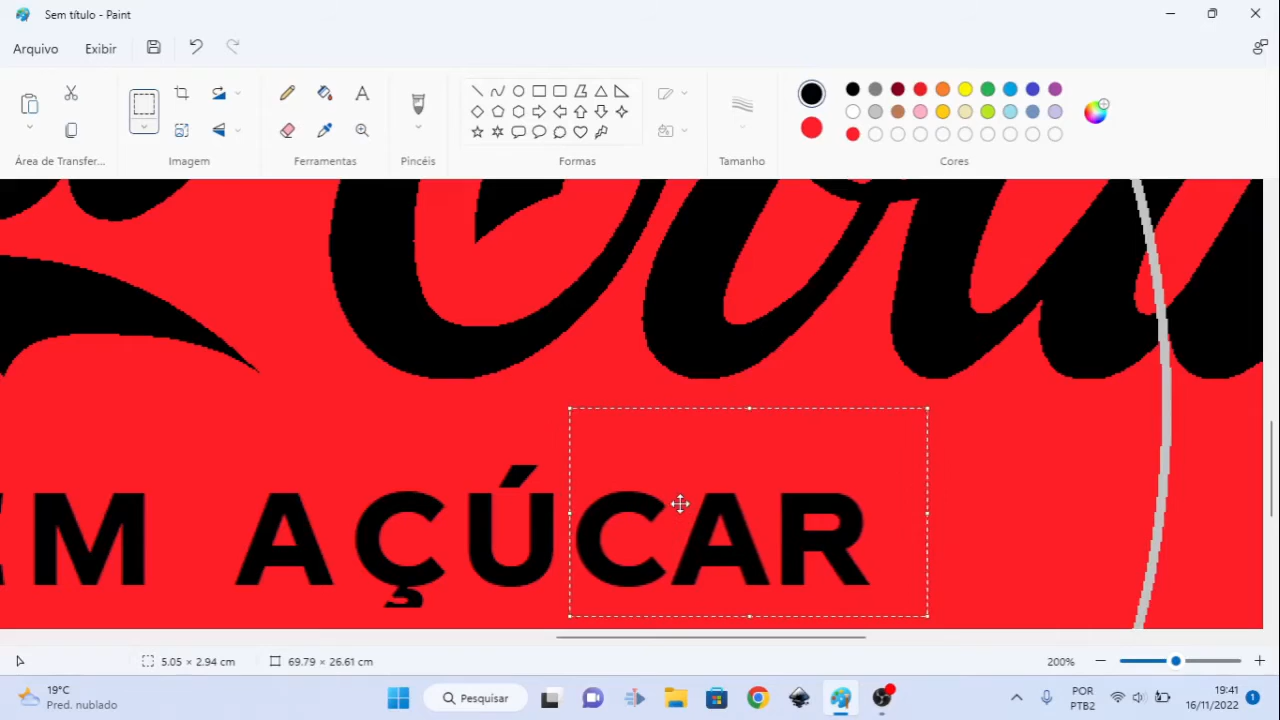 Sem título - Paint
Arquivo Exibir
Área de Transfer... Imagem Ferramentas Pincéis Formas Tamanho Cores
M AÇÚCAR
5.05 × 2.94 cm 69.79 × 26.61 cm 200%
19°C
Pred. nublado
Pesquisar
POR
PTB2
19:41
16/11/2022
1